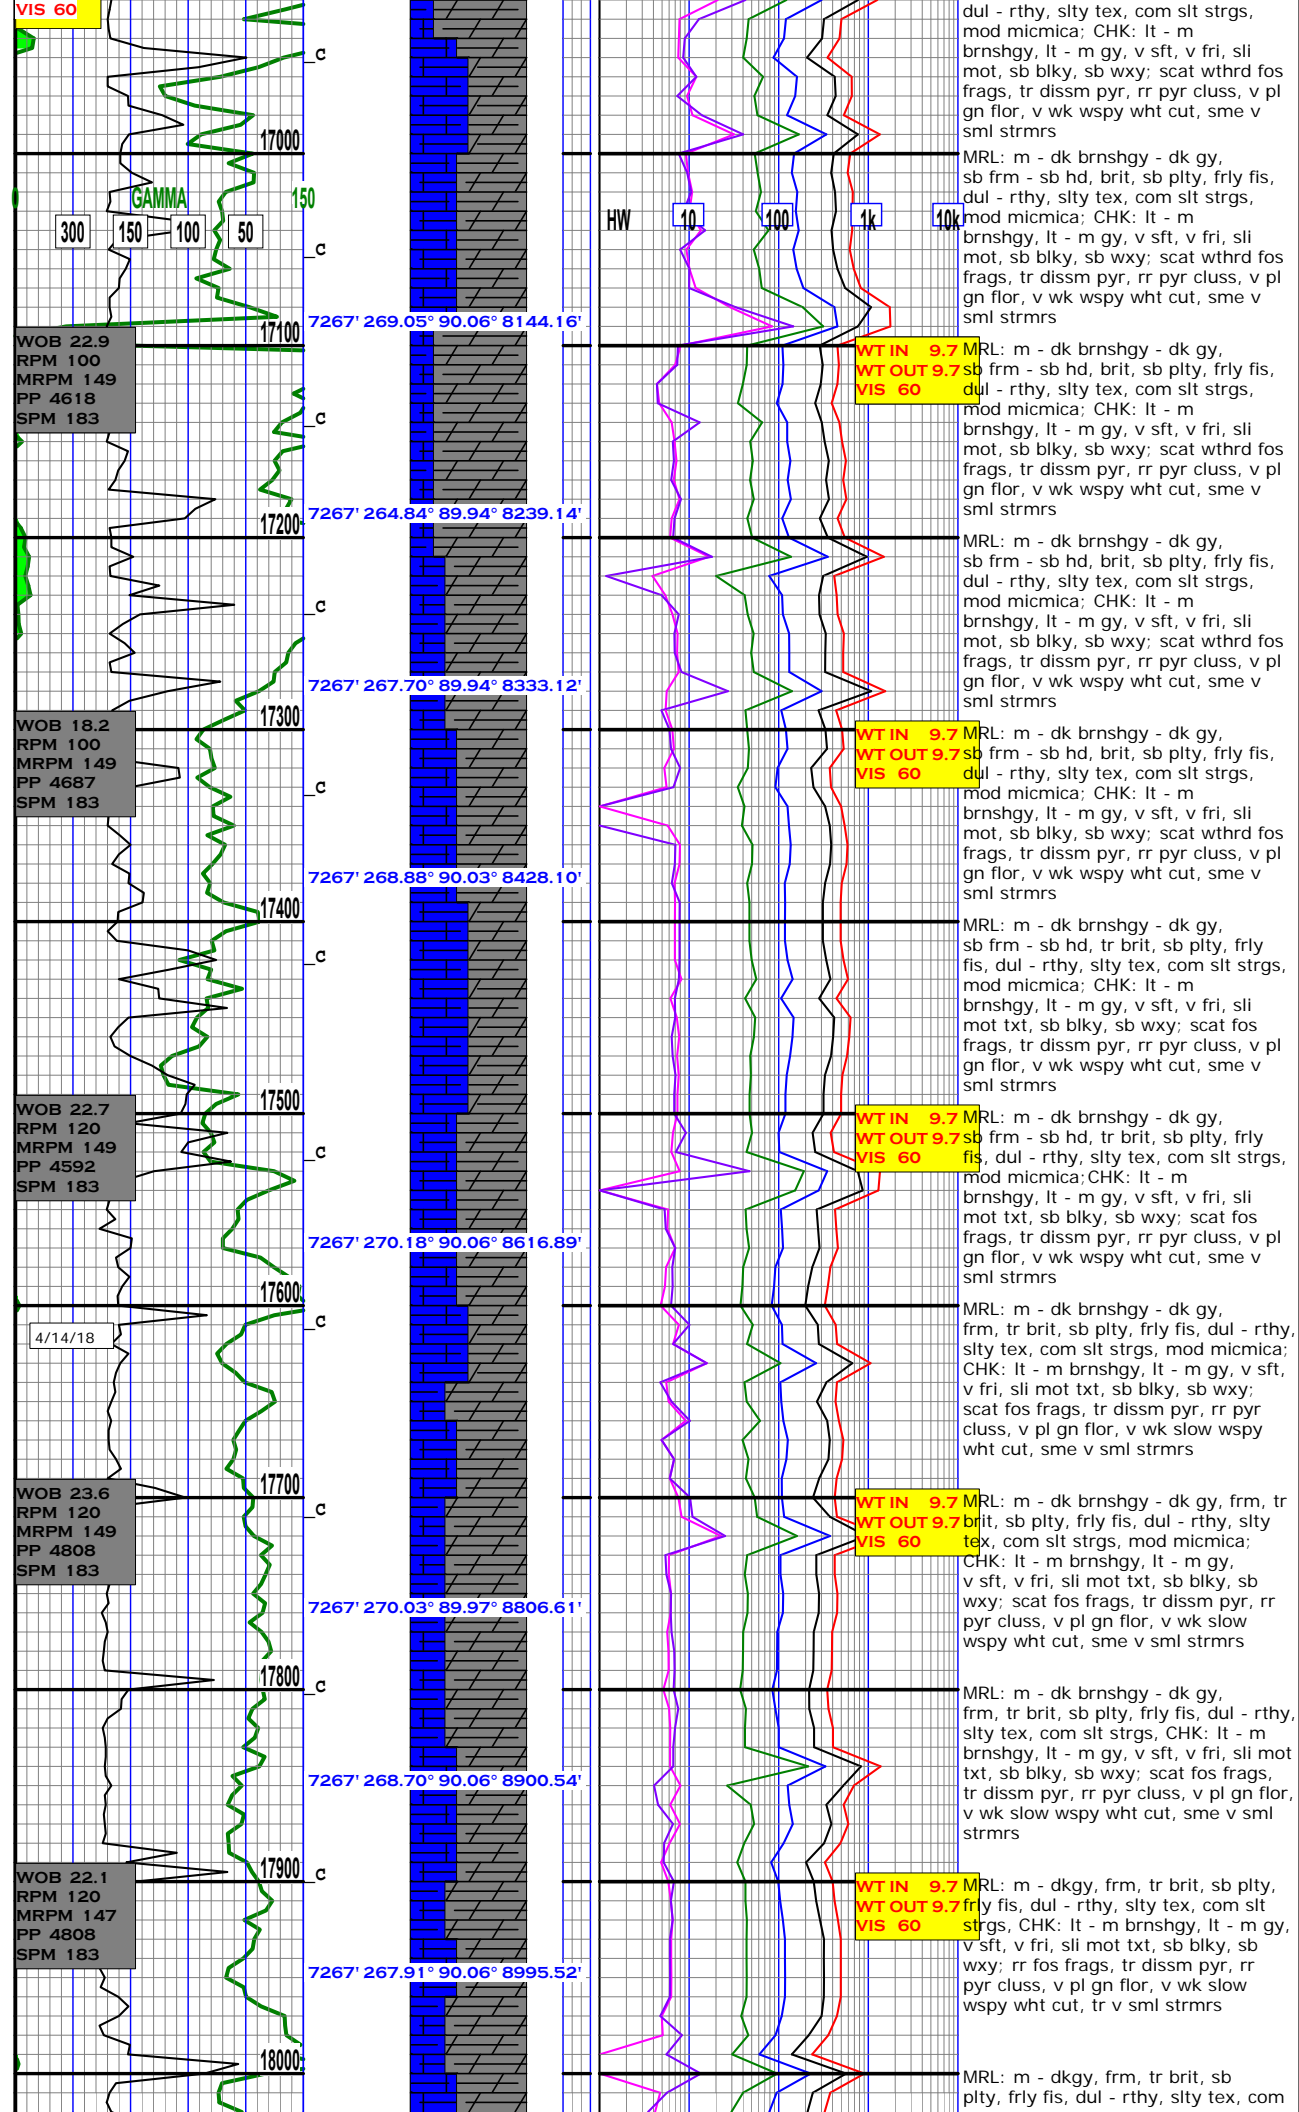 VIS 60
dul - rthy, slty tex, com slt strgs,
mod micmica; CHK: lt - m
brnshgy, lt - m gy, v sft, v fri, sli
mot, sb blky, sb wxy; scat wthrd fos
frags, tr dissm pyr, rr pyr cluss, v pl
gn flor, v wk wspy wht cut, sme v
sml strmrs
C
17000
MRL: m - dk brnshgy - dk gy,
sb frm - sb hd, brit, sb plty, frly fis,
dul - rthy, slty tex, com slt strgs,
mod micmica; CHK: lt - m
brnshgy, lt - m gy, v sft, v fri, sli
mot, sb blky, sb wxy; scat wthrd fos
frags, tr dissm pyr, rr pyr cluss, v pl
gn flor, v wk wspy wht cut, sme v
sml strmrs
0 GAMMA 150
300 150 100 50
HW 10 100 1k 10k
C
7267' 269.05° 90.06° 8144.16'
17100
WOB 22.9
RPM 100
MRPM 149
PP 4618
SPM 183
C
WT IN 9.7
WT OUT 9.7
VIS 60
MRL: m - dk brnshgy - dk gy,
sb frm - sb hd, brit, sb plty, frly fis,
dul - rthy, slty tex, com slt strgs,
mod micmica; CHK: lt - m
brnshgy, lt - m gy, v sft, v fri, sli
mot, sb blky, sb wxy; scat wthrd fos
frags, tr dissm pyr, rr pyr cluss, v pl
gn flor, v wk wspy wht cut, sme v
sml strmrs
7267' 264.84° 89.94° 8239.14'
17200
C
MRL: m - dk brnshgy - dk gy,
sb frm - sb hd, brit, sb plty, frly fis,
dul - rthy, slty tex, com slt strgs,
mod micmica; CHK: lt - m
brnshgy, lt - m gy, v sft, v fri, sli
mot, sb blky, sb wxy; scat wthrd fos
frags, tr dissm pyr, rr pyr cluss, v pl
gn flor, v wk wspy wht cut, sme v
sml strmrs
7267' 267.70° 89.94° 8333.12'
17300
WOB 18.2
RPM 100
MRPM 149
PP 4687
SPM 183
C
WT IN 9.7
WT OUT 9.7
VIS 60
MRL: m - dk brnshgy - dk gy,
sb frm - sb hd, brit, sb plty, frly fis,
dul - rthy, slty tex, com slt strgs,
mod micmica; CHK: lt - m
brnshgy, lt - m gy, v sft, v fri, sli
mot, sb blky, sb wxy; scat wthrd fos
frags, tr dissm pyr, rr pyr cluss, v pl
gn flor, v wk wspy wht cut, sme v
sml strmrs
7267' 268.88° 90.03° 8428.10'
17400
C
MRL: m - dk brnshgy - dk gy,
sb frm - sb hd, tr brit, sb plty, frly
fis, dul - rthy, slty tex, com slt strgs,
mod micmica; CHK: lt - m
brnshgy, lt - m gy, v sft, v fri, sli
mot txt, sb blky, sb wxy; scat fos
frags, tr dissm pyr, rr pyr cluss, v pl
gn flor, v wk wspy wht cut, sme v
sml strmrs
17500
WOB 22.7
RPM 120
MRPM 149
PP 4592
SPM 183
C
WT IN 9.7
WT OUT 9.7
VIS 60
MRL: m - dk brnshgy - dk gy,
sb frm - sb hd, tr brit, sb plty, frly
fis, dul - rthy, slty tex, com slt strgs,
mod micmica;CHK: lt - m
brnshgy, lt - m gy, v sft, v fri, sli
mot txt, sb blky, sb wxy; scat fos
frags, tr dissm pyr, rr pyr cluss, v pl
gn flor, v wk wspy wht cut, sme v
sml strmrs
7267' 270.18° 90.06° 8616.89'
17600
C
4/14/18
MRL: m - dk brnshgy - dk gy,
frm, tr brit, sb plty, frly fis, dul - rthy,
slty tex, com slt strgs, mod micmica;
CHK: lt - m brnshgy, lt - m gy, v sft,
v fri, sli mot txt, sb blky, sb wxy;
scat fos frags, tr dissm pyr, rr pyr
cluss, v pl gn flor, v wk slow wspy
wht cut, sme v sml strmrs
17700
WOB 23.6
RPM 120
MRPM 149
PP 4808
SPM 183
C
WT IN 9.7
WT OUT 9.7
VIS 60
MRL: m - dk brnshgy - dk gy, frm, tr
brit, sb plty, frly fis, dul - rthy, slty
tex, com slt strgs, mod micmica;
CHK: lt - m brnshgy, lt - m gy,
v sft, v fri, sli mot txt, sb blky, sb
wxy; scat fos frags, tr dissm pyr, rr
pyr cluss, v pl gn flor, v wk slow
wspy wht cut, sme v sml strmrs
7267' 270.03° 89.97° 8806.61'
17800
C
MRL: m - dk brnshgy - dk gy,
frm, tr brit, sb plty, frly fis, dul - rthy,
slty tex, com slt strgs, CHK: lt - m
brnshgy, lt - m gy, v sft, v fri, sli mot
txt, sb blky, sb wxy; scat fos frags,
tr dissm pyr, rr pyr cluss, v pl gn flor,
v wk slow wspy wht cut, sme v sml
strmrs
7267' 268.70° 90.06° 8900.54'
17900
C
WOB 22.1
RPM 120
MRPM 147
PP 4808
SPM 183
WT IN 9.7
WT OUT 9.7
VIS 60
MRL: m - dkgy, frm, tr brit, sb plty,
frly fis, dul - rthy, slty tex, com slt
strgs, CHK: lt - m brnshgy, lt - m gy,
v sft, v fri, sli mot txt, sb blky, sb
wxy; rr fos frags, tr dissm pyr, rr
pyr cluss, v pl gn flor, v wk slow
wspy wht cut, tr v sml strmrs
7267' 267.91° 90.06° 8995.52'
18000
C
MRL: m - dkgy, frm, tr brit, sb
plty, frly fis, dul - rthy, slty tex, com